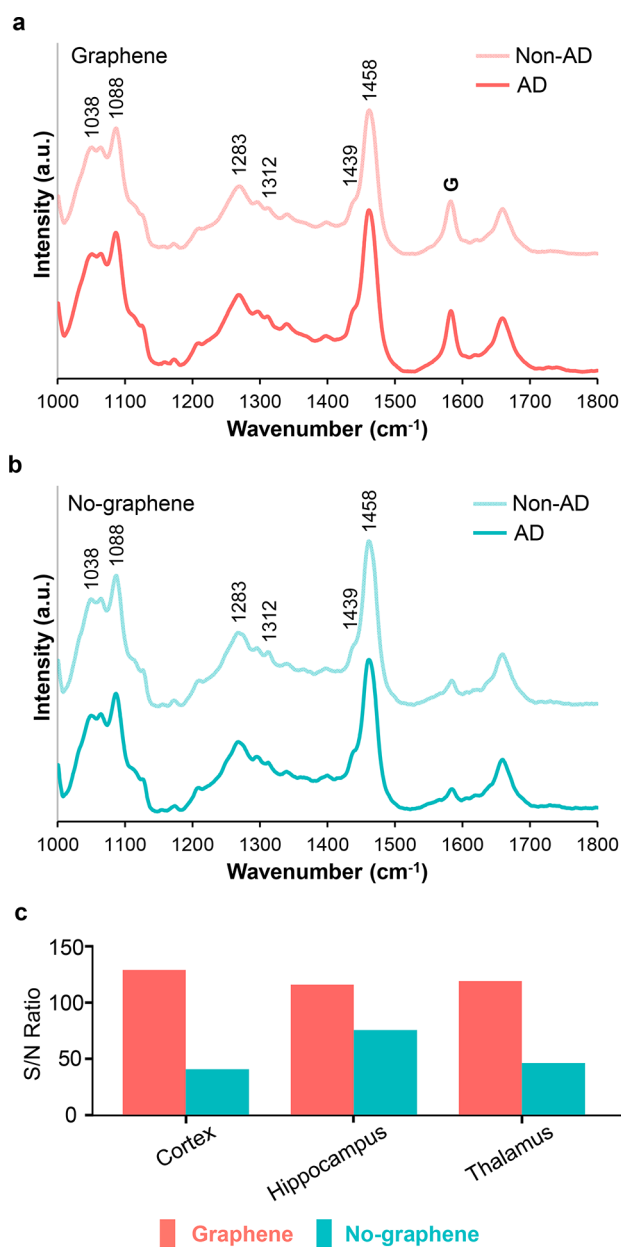 a
Graphene
Non-AD
AD
1038
1088
1283
1312
1439
1458
G
Intensity (a.u.)
1000 1100 1200 1300 1400 1500 1600 1700 1800
Wavenumber (cm-1)
b
No-graphene
Non-AD
AD
1038
1088
1283
1312
1439
1458
Intensity (a.u.)
1000 1100 1200 1300 1400 1500 1600 1700 1800
Wavenumber (cm-1)
c
150
100
50
0
S/N Ratio
Cortex
Hippocampus
Thalamus
Graphene No-graphene